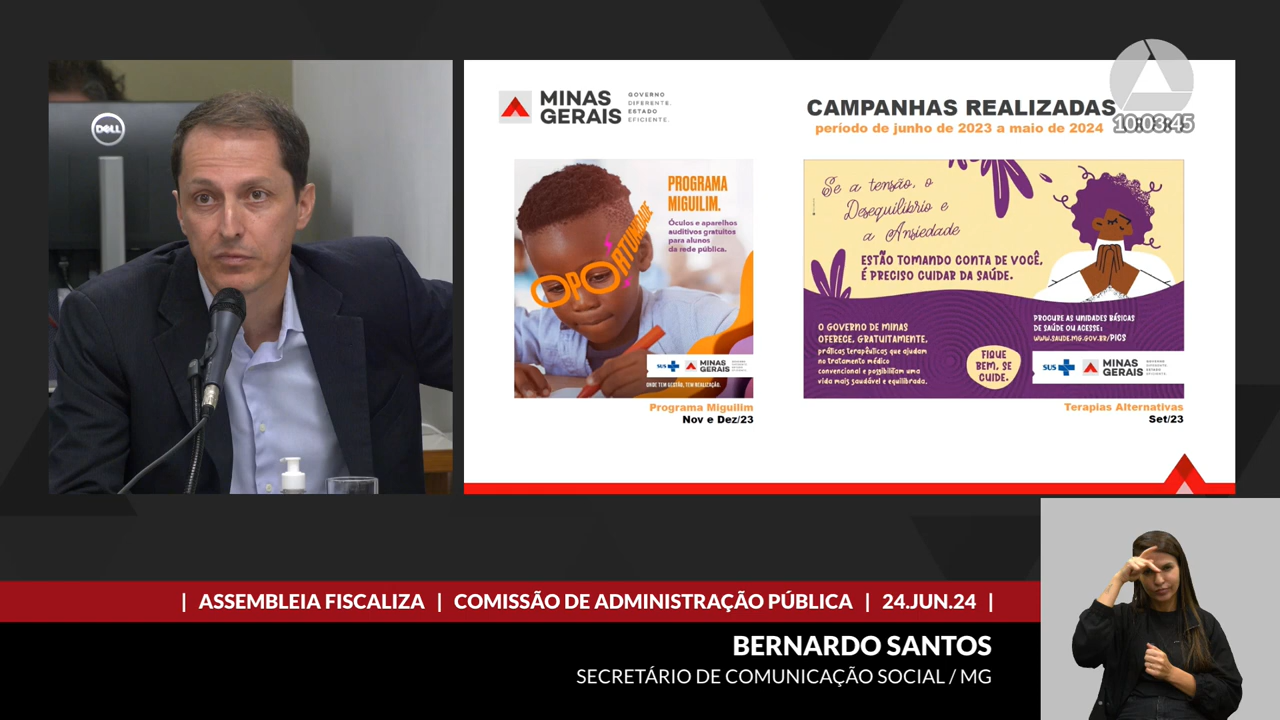 DELL
MINAS
GERAIS
GOVERNO
DIFERENTE.
ESTADO
EFICIENTE.
CAMPANHAS REALIZADAS
período de junho de 2023 a maio de 2024
10:03:45
PROGRAMA
MIGUILIM.
Óculos e aparelhos
auditivos gratuitos
para alunos
da rede pública.
OPORTUNIDADE
SUS
MINAS
GERAIS
ONDE TEM GESTÃO, TEM REALIZAÇÃO.
Programa Miguilim
Nov e Dez/23
Se a tensão, o
Desequilíbrio e
a Ansiedade
ESTÃO TOMANDO CONTA DE VOCÊ,
É PRECISO CUIDAR DA SAÚDE.
O GOVERNO DE MINAS
OFERECE, GRATUITAMENTE,
práticas terapêuticas que ajudam
no tratamento médico
convencional e possibilitam uma
vida mais saudável e equilibrada.
FIQUE
BEM, SE
CUIDE.
PROCURE AS UNIDADES BÁSICAS
DE SAÚDE OU ACESSE:
WWW.SAUDE.MG.GOV.BR/PICS
SUS
MINAS
GERAIS
Terapias Alternativas
Set/23
| ASSEMBLEIA FISCALIZA | COMISSÃO DE ADMINISTRAÇÃO PÚBLICA | 24.JUN.24 |
BERNARDO SANTOS
SECRETÁRIO DE COMUNICAÇÃO SOCIAL / MG